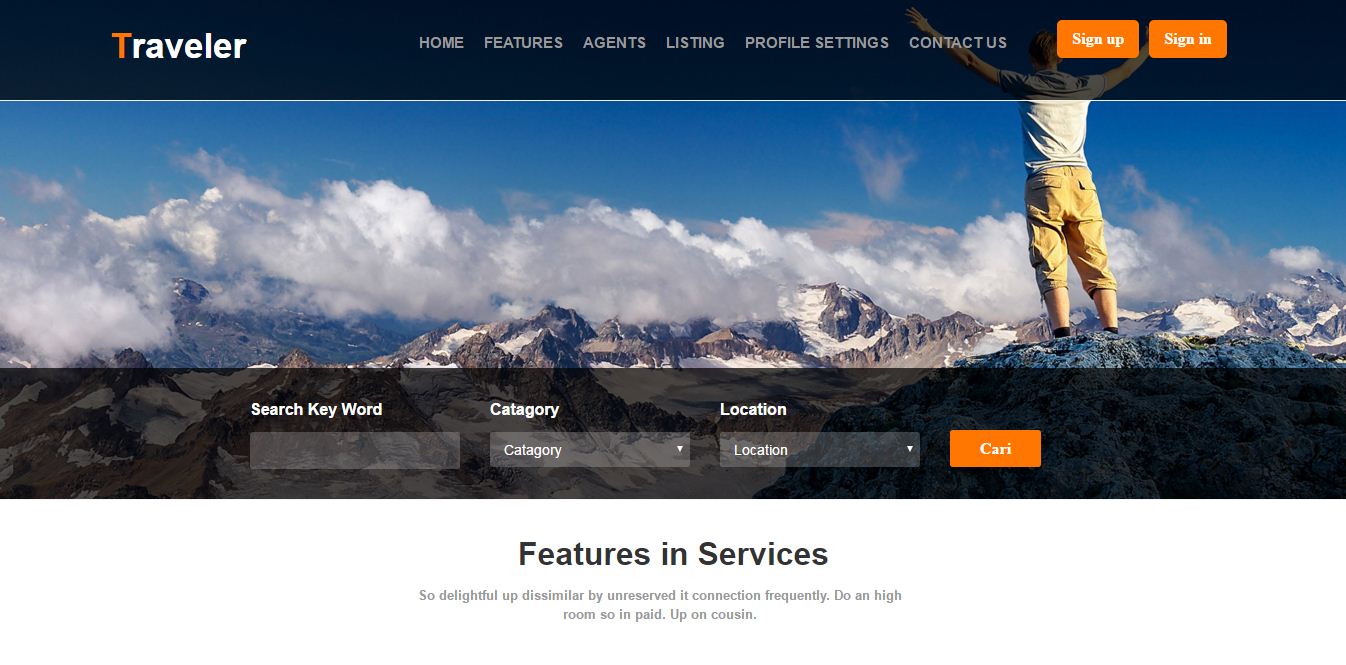 Traveler
HOME FEATURES AGENTS LISTING PROFILE SETTINGS CONTACT US Sign up Sign in
Search Key Word Catagory Location
Catagory Location Cari
Features in Services
So delightful up dissimilar by unreserved it connection frequently. Do an high
room so in paid. Up on cousin.